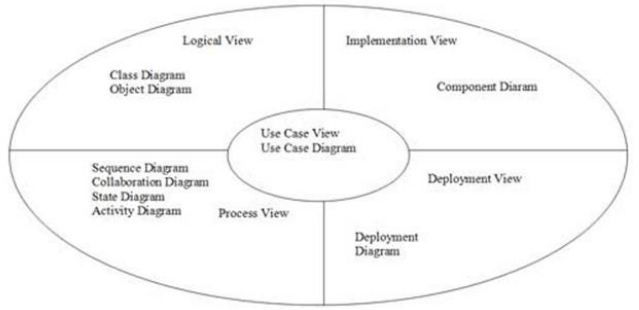 Logical View
Class Diagram
Object Diagram
Implementation View
Component Diaram
Use Case View
Use Case Diagram
Sequence Diagram
Collaboration Diagram
State Diagram
Activity Diagram
Process View
Deployment View
Deployment
Diagram